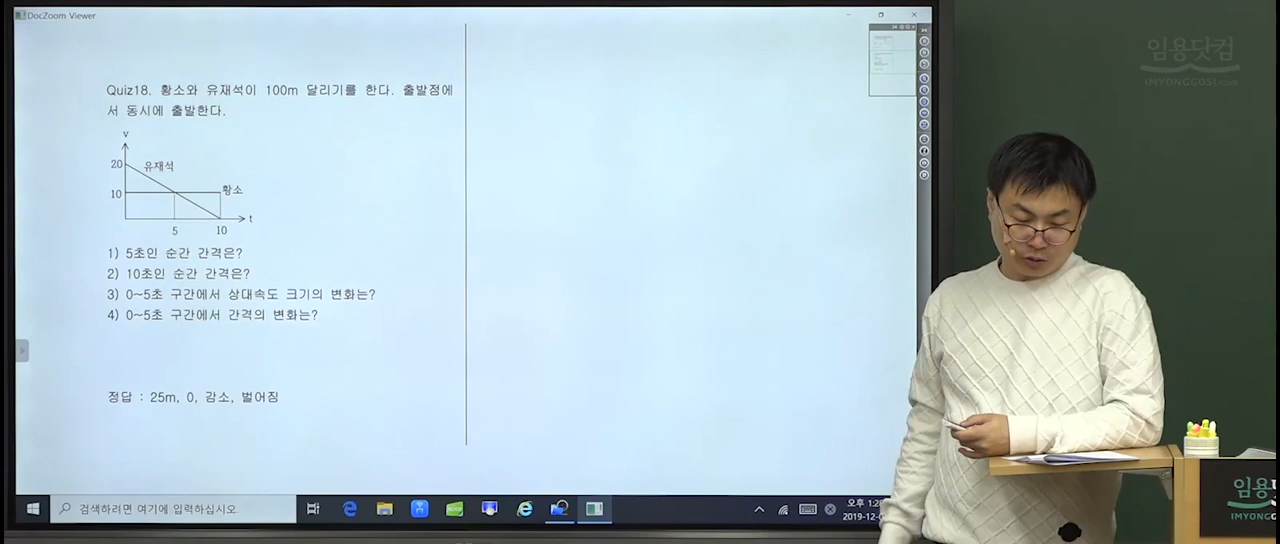 DocZoom Viewer
임용닷컴
IMYONGGOSI.com
Quiz18. 황소와 유재석이 100m 달리기를 한다. 출발점에
서 동시에 출발한다.
v
20
유재석
10
황소
t
5
10
1) 5초인 순간 간격은?
2) 10초인 순간 간격은?
3) 0~5초 구간에서 상대속도 크기의 변화는?
4) 0~5초 구간에서 간격의 변화는?
정답 : 25m, 0, 감소, 벌어짐
검색하려면 여기에 입력하십시오.
오후 1:28
2019-12-0
임용닷
IMYONGG